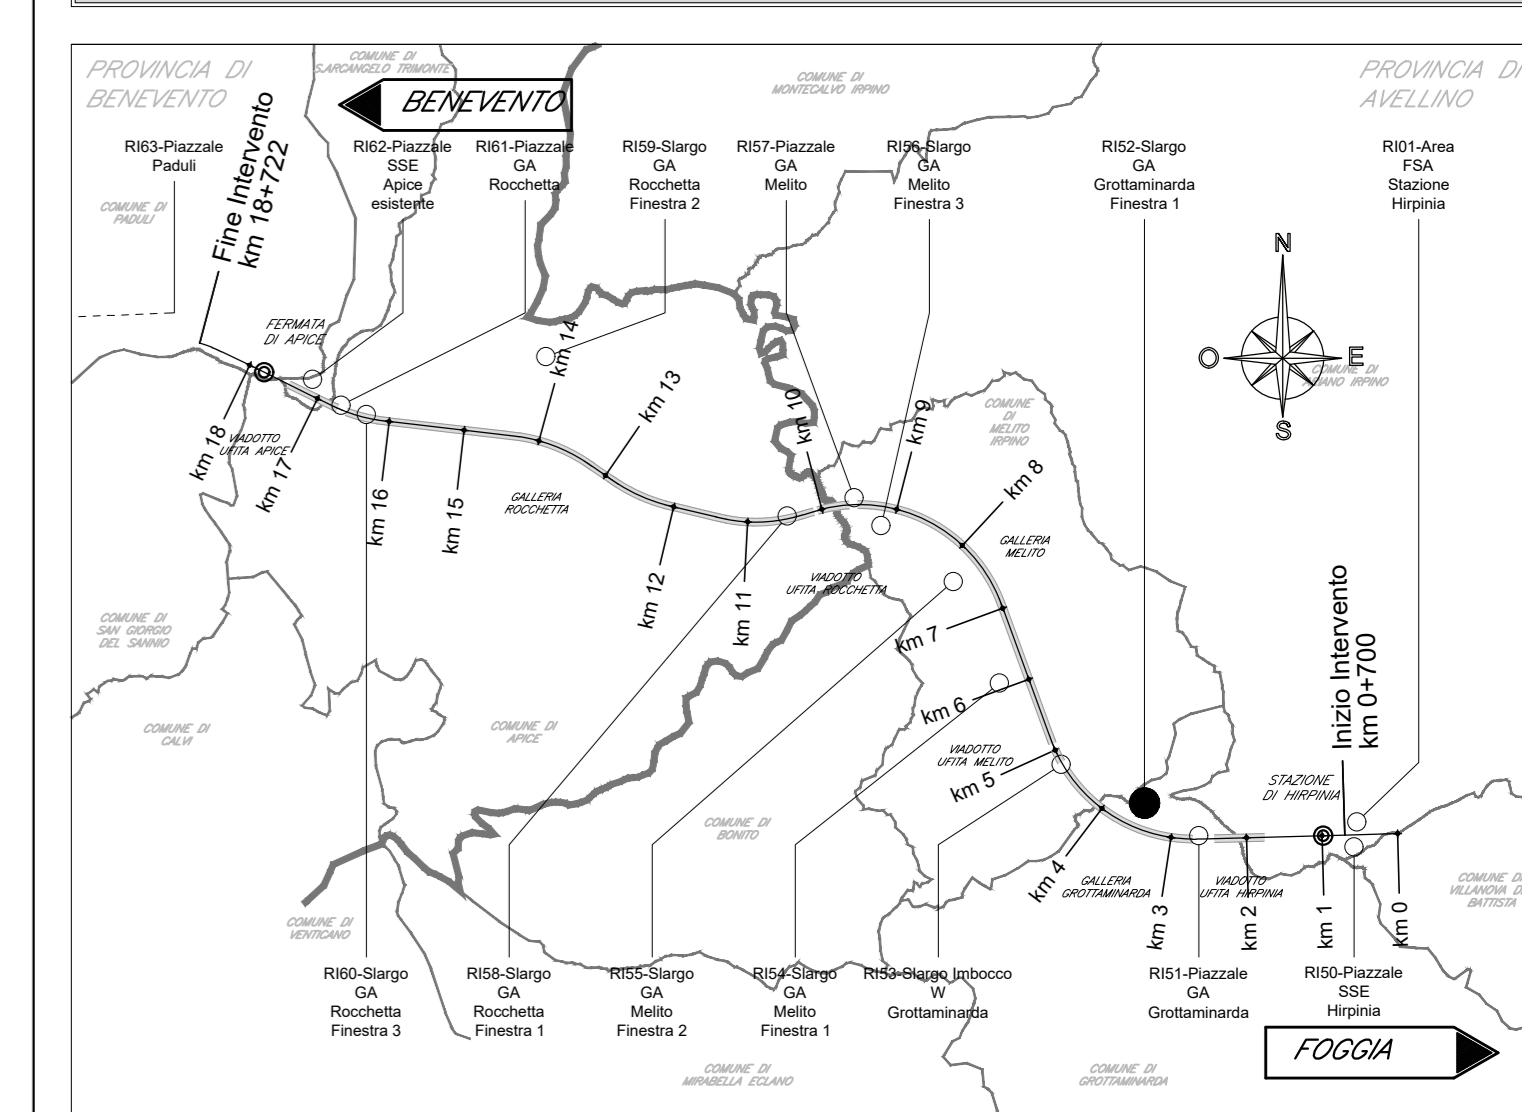 PROVINCIA DI
BENEVENTO
COMUNE DI
S.ARCANGELO TRIMONTE
BENEVENTO
COMUNE DI
MONTECALVO IRPINO
PROVINCIA DI
AVELLINO
RI63-Piazzale
Paduli
Fine Intervento
km 18+722
RI62-Piazzale
SSE
Apice
esistente
RI61-Piazzale
GA
Rocchetta
RI59-Slargo
GA
Rocchetta
Finestra 2
RI57-Piazzale
GA
Melito
RI56-Slargo
GA
Melito
Finestra 3
RI52-Slargo
GA
Grottaminarda
Finestra 1
RI01-Area
FSA
Stazione
Hirpinia
COMUNE DI
PADULI
N
O
E
S
COMUNE DI
ARIANO IRPINO
FERMATA
DI APICE
km 14
km 13
km 10
km 9
COMUNE
DI
MELITO
IRPINO
km 18
VIADOTTO
UFITA APICE
km 17
km 16
km 15
GALLERIA
ROCCHETTA
km 8
GALLERIA
MELITO
km 12
km 11
VIADOTTO
UFITA ROCCHETTA
km 7
COMUNE DI
SAN GIORGIO
DEL SANNIO
Inizio Intervento
km 0+700
km 6
COMUNE DI
CALVI
COMUNE DI
APICE
VIADOTTO
UFITA MELITO
km 5
STAZIONE
DI HIRPINIA
COMUNE DI
BONITO
km 4
GALLERIA
GROTTAMINARDA
km 3
VIADOTTO
UFITA HIRPINIA
km 2
km 1
km 0
COMUNE DI
VILLANOVA D
BATTISTA
COMUNE DI
VENTICANO
RI60-Slargo
GA
Rocchetta
Finestra 3
RI58-Slargo
GA
Rocchetta
Finestra 1
RI55-Slargo
GA
Melito
Finestra 2
RI54-Slargo
GA
Melito
Finestra 1
RI53-Slargo Imbocco
W
Grottaminarda
RI51-Piazzale
GA
Grottaminarda
RI50-Piazzale
SSE
Hirpinia
FOGGIA
COMUNE DI
MIRABELLA ECLANO
COMUNE DI
GROTTAMINARDA